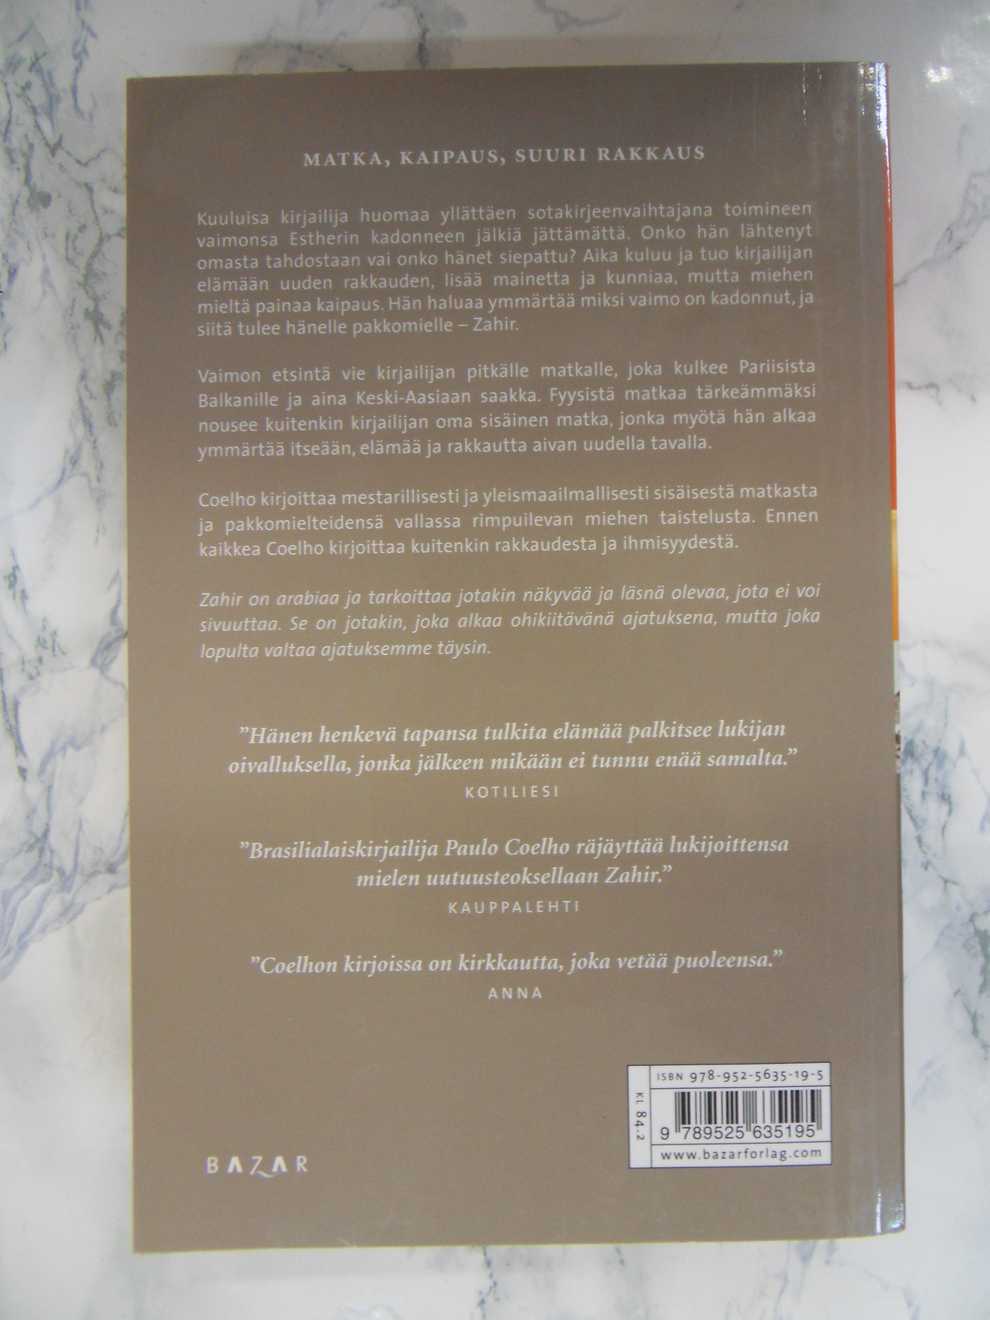 MATKA, KAIPAUS, SUURI RAKKAUS
Kuuluisa kirjailija huomaa yllättäen sotakirjeenvaihtajana toimineen
vaimonsa Estherin kadonneen jälkiä jättämättä. Onko hän lähtenyt
omasta tahdostaan vai onko hänet siepattu? Aika kuluu ja tuo kirjailijan
elämään uuden rakkauden, lisää mainetta ja kunniaa, mutta miehen
mieltä painaa kaipaus. Hän haluaa ymmärtää miksi vaimo on kadonnut, ja
siitä tulee hänelle pakkomielle – Zahir.
Vaimon etsintä vie kirjailijan pitkälle matkalle, joka kulkee Pariisista
Balkanille ja aina Keski-Aasiaan saakka. Fyysistä matkaa tärkeämmäksi
nousee kuitenkin kirjailijan oma sisäinen matka, jonka myötä hän alkaa
ymmärtää itseään, elämää ja rakkautta aivan uudella tavalla.
Coelho kirjoittaa mestarillisesti ja yleismaailmallisesti sisäisestä matkasta
ja pakkomielteidensä vallassa rimpuilevan miehen taistelusta. Ennen
kaikkea Coelho kirjoittaa kuitenkin rakkaudesta ja ihmisyydestä.
Zahir on arabiaa ja tarkoittaa jotakin näkyvää ja läsnä olevaa, jota ei voi
sivuuttaa. Se on jotakin, joka alkaa ohikiitävänä ajatuksena, mutta joka
lopulta valtaa ajatuksemme täysin.
”Hänen henkevä tapansa tulkita elämää palkitsee lukijan
oivalluksella, jonka jälkeen mikään ei tunnu enää samalta.”
KOTILIESI
”Brasilialaiskirjailija Paulo Coelho räjäyttää lukijoittensa
mielen uutuusteoksellaan Zahir.”
KAUPPALEHTI
”Coelhon kirjoissa on kirkkautta, joka vetää puoleensa.”
ANNA
ISBN 978-952-5635-19-5
KL 84.2
9 789525 635195
www.bazarforlag.com
BAZAR